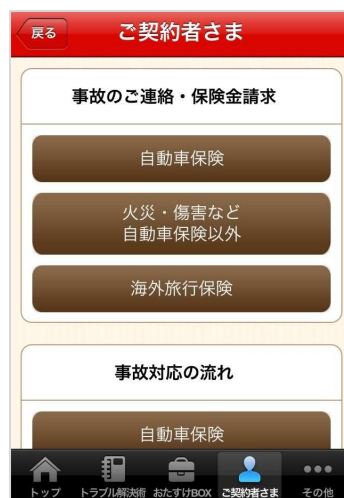 戻る
ご契約者さま
事故のご連絡・保険金請求
自動車保険
火災・傷害など
自動車保険以外
海外旅行保険
事故対応の流れ
自動車保険
トップ
トラブル解決術
おたすけBOX
ご契約者さま
その他